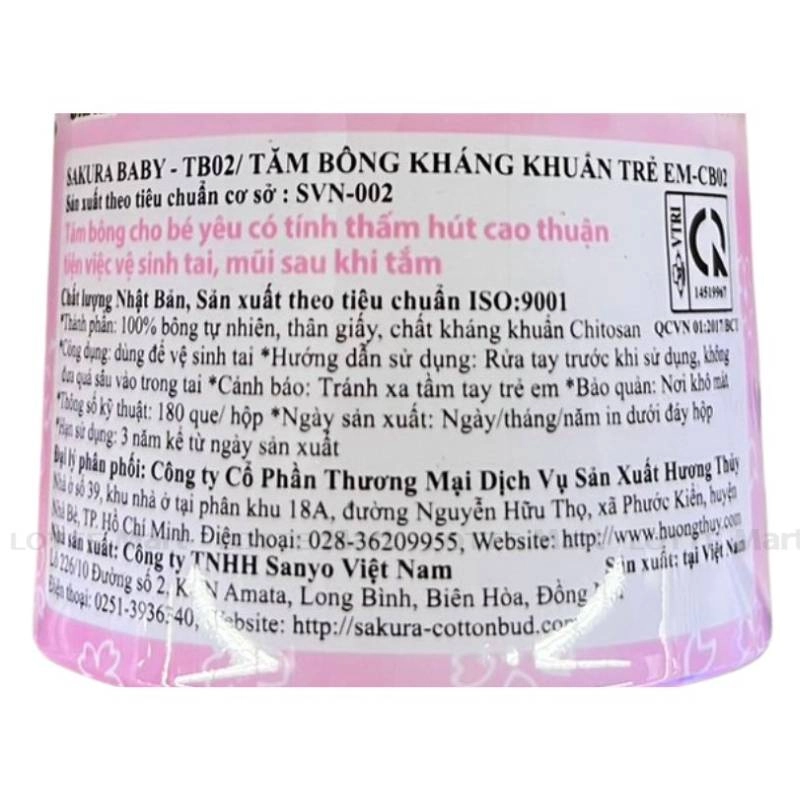 SAKURA BABY - TB02/ TĂM BÔNG KHÁNG KHUẨN TRẺ EM-CB02
Sản xuất theo tiêu chuẩn cơ sở : SVN-002
Tăm bông cho bé yêu có tính thấm hút cao thuận
tiện việc vệ sinh tai, mũi sau khi tắm
VTRI
14519967
Chất lượng Nhật Bản, Sản xuất theo tiêu chuẩn ISO:9001
*Thành phần: 100% bông tự nhiên, thân giấy, chất kháng khuẩn Chitosan QCVN 01:2017/BCT
*Công dụng: dùng để vệ sinh tai *Hướng dẫn sử dụng: Rửa tay trước khi sử dụng, không
đưa quá sâu vào trong tai *Cảnh báo: Tránh xa tầm tay trẻ em *Bảo quản: Nơi khô mát
*Thông số kỹ thuật: 180 que/ hộp *Ngày sản xuất: Ngày/tháng/năm in dưới đáy hộp
*Hạn sử dụng: 3 năm kể từ ngày sản xuất
Đại lý phân phối: Công ty Cổ Phần Thương Mại Dịch Vụ Sản Xuất Hương Thủy
Nhà ở số 39, khu nhà ở tại phân khu 18A, đường Nguyễn Hữu Thọ, xã Phước Kiển, huyện
Nhà Bè, TP. Hồ Chí Minh. Điện thoại: 028-36209955, Website: http://www.huongthuy.com
Nhà sản xuất: Công ty TNHH Sanyo Việt Nam Sản xuất: tại Việt Nam
Lô 226/10 Đường số 2, KCN Amata, Long Bình, Biên Hòa, Đồng
Điện thoại: 0251-3936 40, Website: http://sakura-cottonbud.com